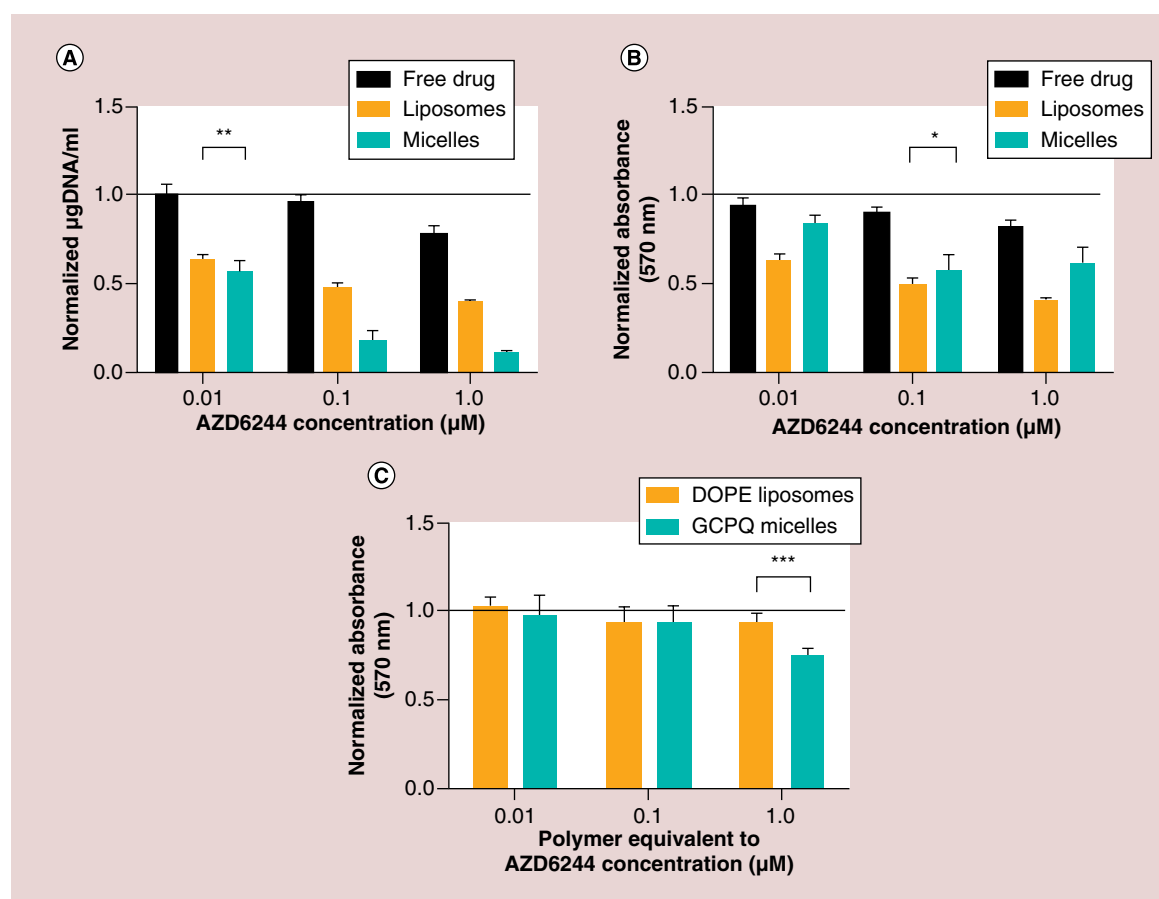 A
Free drug
Liposomes
Micelles
1.5
1.0
0.5
0.0
Normalized µgDNA/ml
**
0.01
0.1
1.0
AZD6244 concentration (µM)
B
Free drug
Liposomes
Micelles
1.5
1.0
0.5
0.0
Normalized absorbance
(570 nm)
*
0.01
0.1
1.0
AZD6244 concentration (µM)
C
DOPE liposomes
GCPQ micelles
1.5
1.0
0.5
0.0
Normalized absorbance
(570 nm)
***
0.01
0.1
1.0
Polymer equivalent to
AZD6244 concentration (µM)